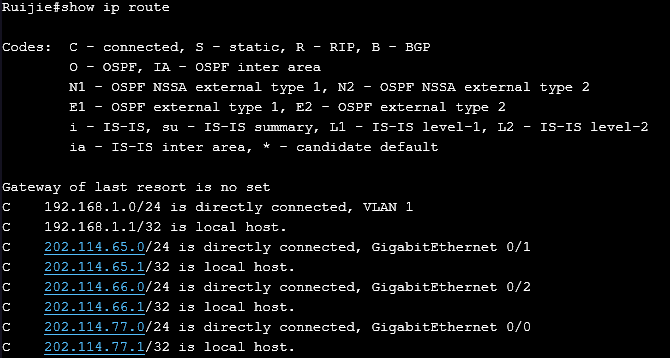 Ruijie#show ip route

Codes:  C - connected, S - static, R - RIP, B - BGP
        O - OSPF, IA - OSPF inter area
        N1 - OSPF NSSA external type 1, N2 - OSPF NSSA external type 2
        E1 - OSPF external type 1, E2 - OSPF external type 2
        i - IS-IS, su - IS-IS summary, L1 - IS-IS level-1, L2 - IS-IS level-2
        ia - IS-IS inter area, * - candidate default

Gateway of last resort is no set
C    192.168.1.0/24 is directly connected, VLAN 1
C    192.168.1.1/32 is local host.
C    202.114.65.0/24 is directly connected, GigabitEthernet 0/1
C    202.114.65.1/32 is local host.
C    202.114.66.0/24 is directly connected, GigabitEthernet 0/2
C    202.114.66.1/32 is local host.
C    202.114.77.0/24 is directly connected, GigabitEthernet 0/0
C    202.114.77.1/32 is local host.